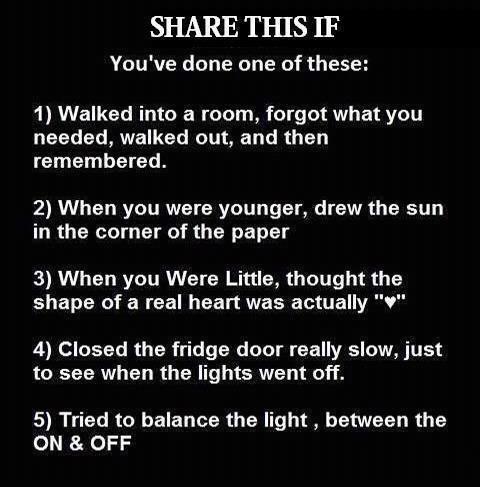 SHARE THIS IF
You've done one of these:
1) Walked into a room, forgot what you
needed, walked out, and then
remembered.
2) When you were younger, drew the sun
in the corner of the paper
3) When you Were Little, thought the
shape of a real heart was actually "♥"
4) Closed the fridge door really slow, just
to see when the lights went off.
5) Tried to balance the light , between the
ON & OFF